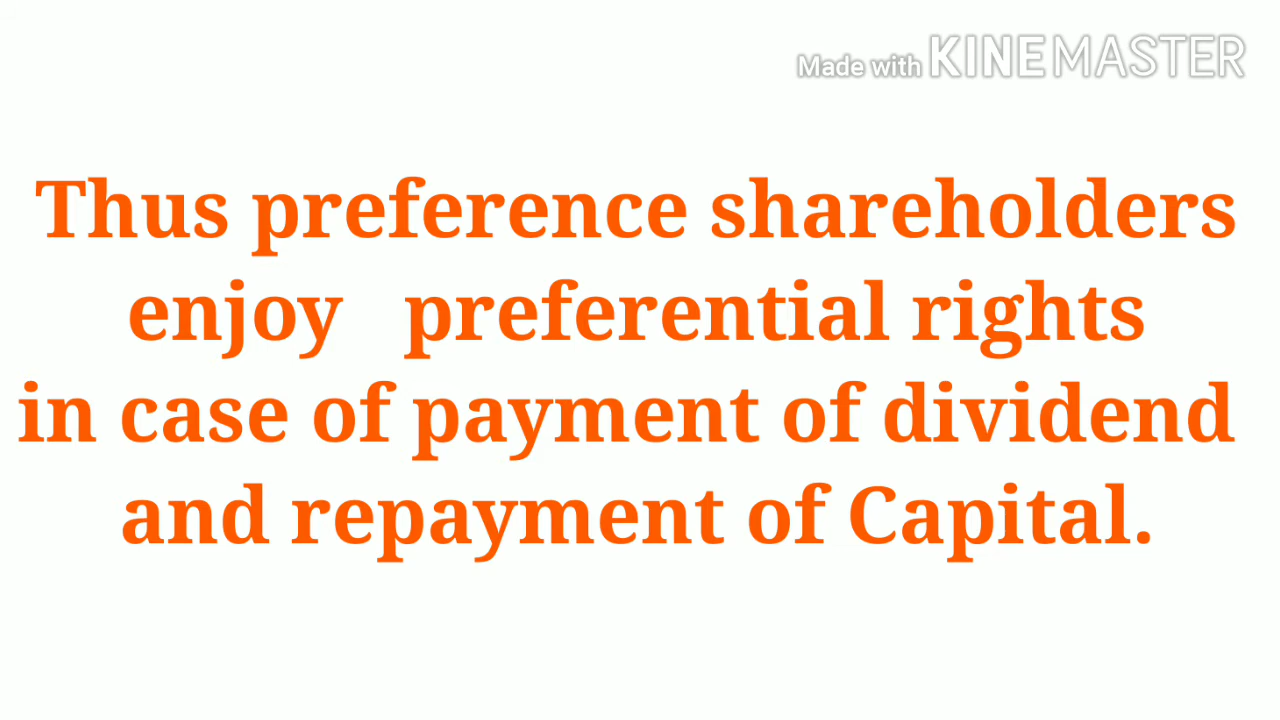 Made with KINEMASTER
Thus preference shareholders
enjoy preferential rights
in case of payment of dividend
and repayment of Capital.